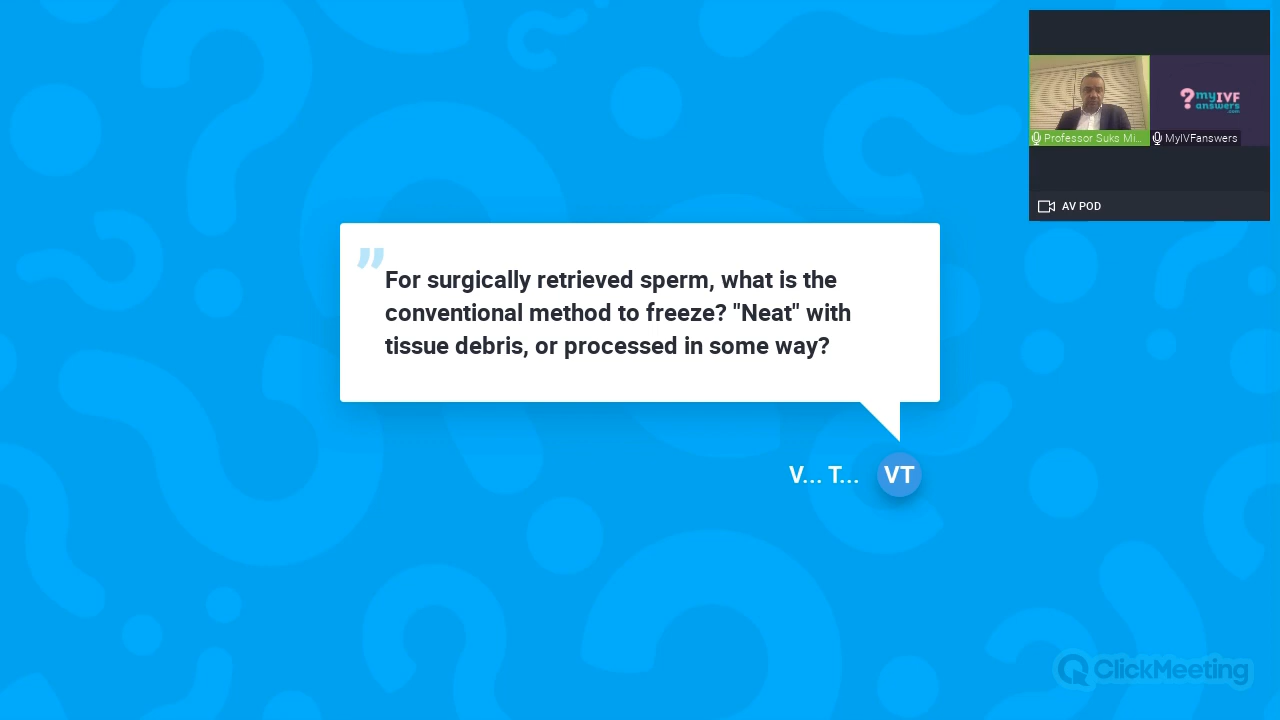 ?myIVF
answers
.com
Professor Suks Mi...
MyIVFanswers
AV POD
"
For surgically retrieved sperm, what is the
conventional method to freeze? "Neat" with
tissue debris, or processed in some way?
V... T...
VT
ClickMeeting